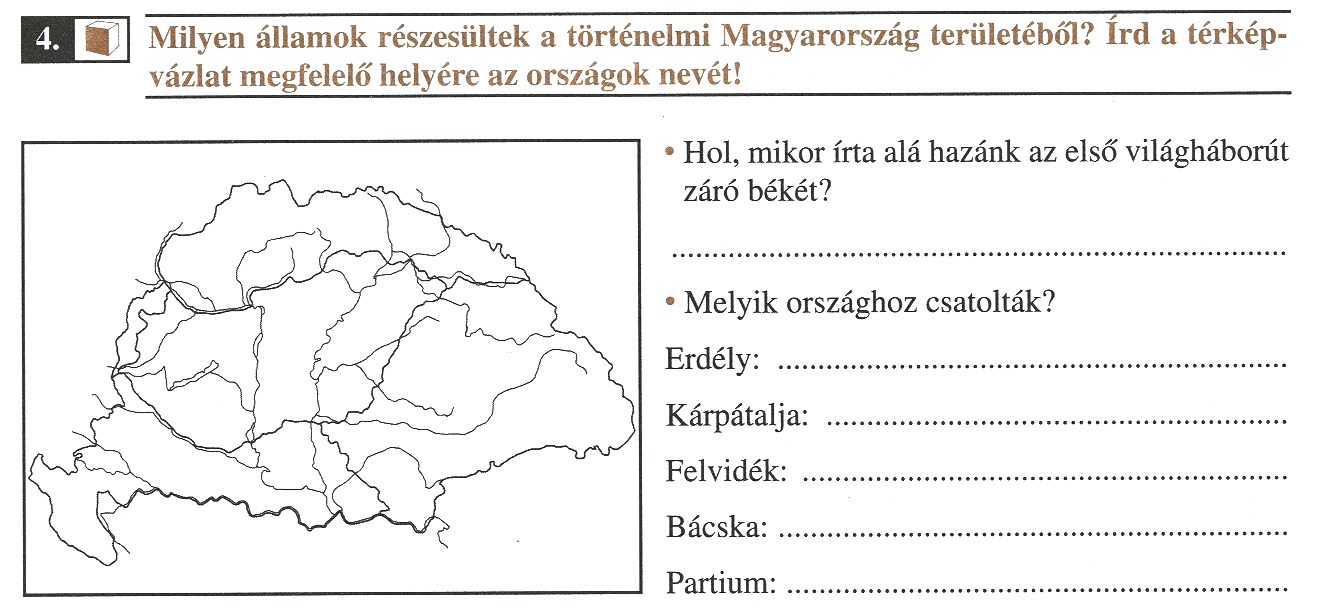 4. Milyen államok részesültek a történelmi Magyarország területéből? Írd a térkép-
vázlat megfelelő helyére az országok nevét!
• Hol, mikor írta alá hazánk az első világháborút
záró békét?
........................................................................
• Melyik országhoz csatolták?
Erdély: ........................................................................
Kárpátalja: ........................................................................
Felvidék: ........................................................................
Bácska: ........................................................................
Partium: ........................................................................